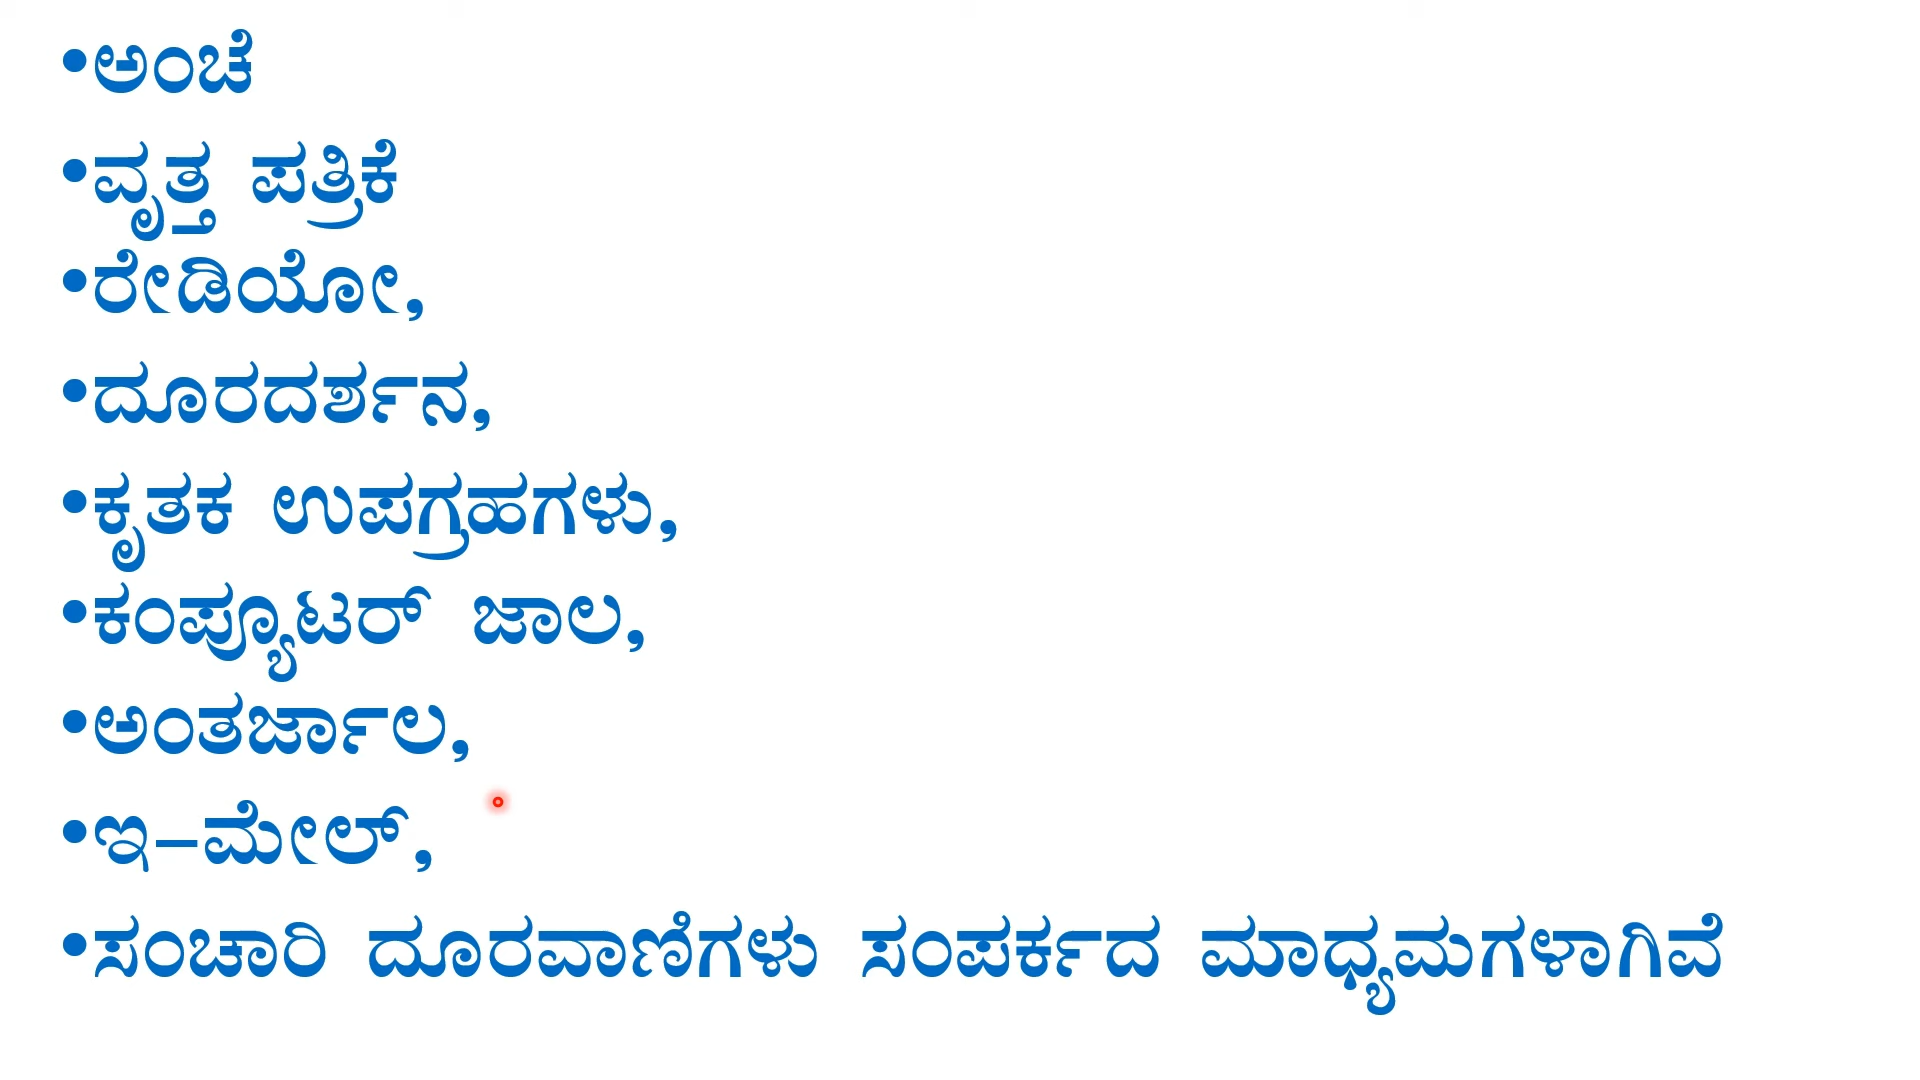 •ಅಂಚೆ
•ವೃತ್ತ ಪತ್ರಿಕೆ
•ರೇಡಿಯೋ,
•ದೂರದರ್ಶನ,
•ಕೃತಕ ಉಪಗ್ರಹಗಳು,
•ಕಂಪ್ಯೂಟರ್ ಜಾಲ,
•ಅಂತರ್ಜಾಲ,
•ಇ-ಮೇಲ್,
•ಸಂಚಾರಿ ದೂರವಾಣಿಗಳು ಸಂಪರ್ಕದ ಮಾಧ್ಯಮಗಳಾಗಿವೆ